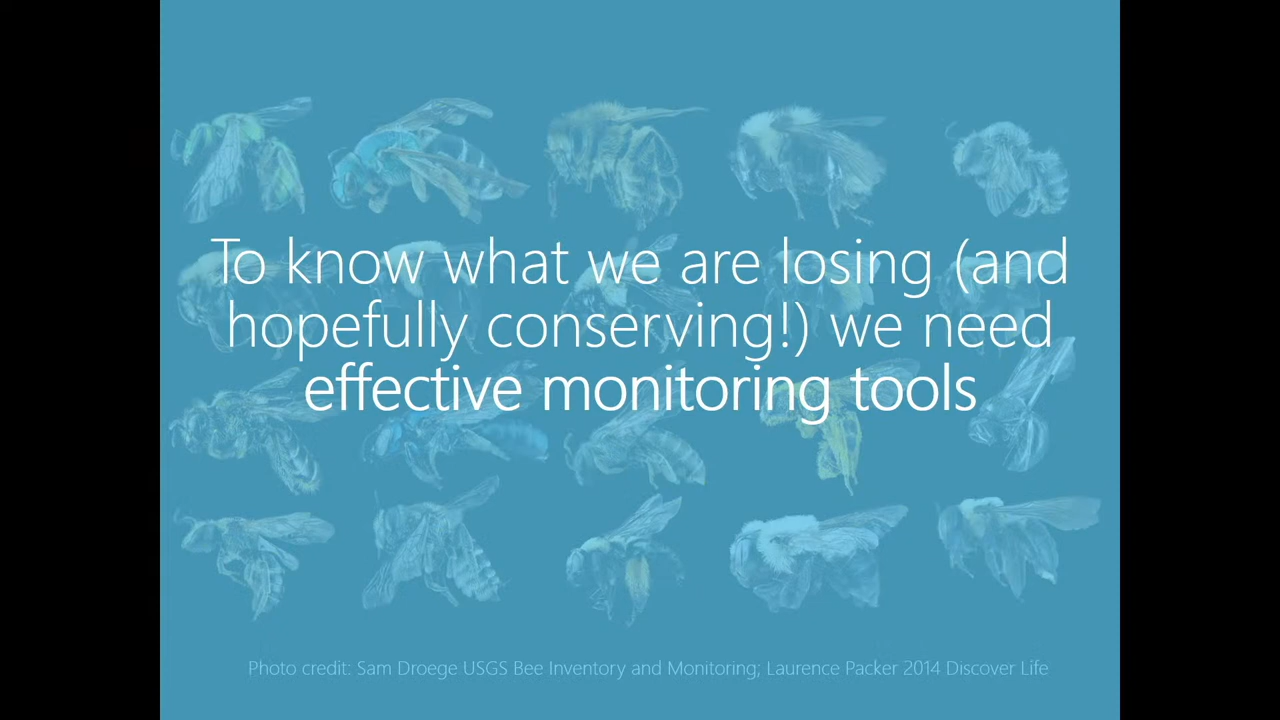 To know what we are losing (and
hopefully conserving!) we need
effective monitoring tools
Photo credit: Sam Droege USGS Bee Inventory and Monitoring; Laurence Packer 2014 Discover Life